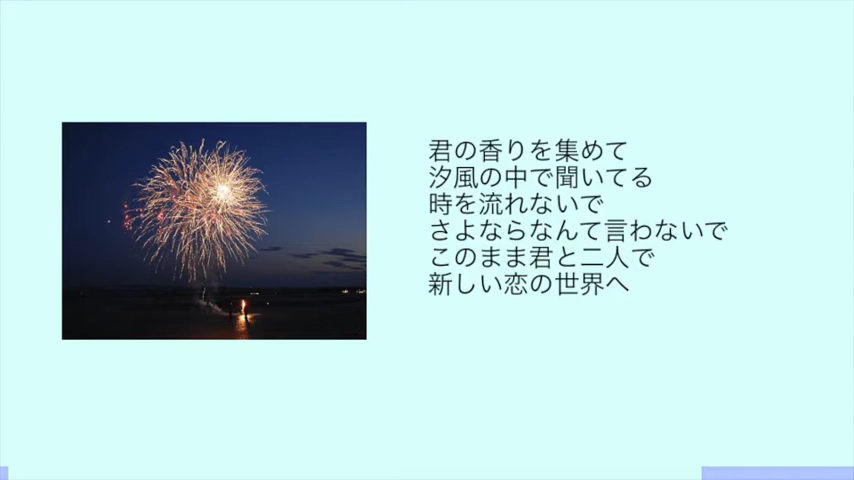 君の香りを集めて
汐風の中で聞いてる
時を流れないで
さよならなんて言わないで
このまま君と二人で
新しい恋の世界へ